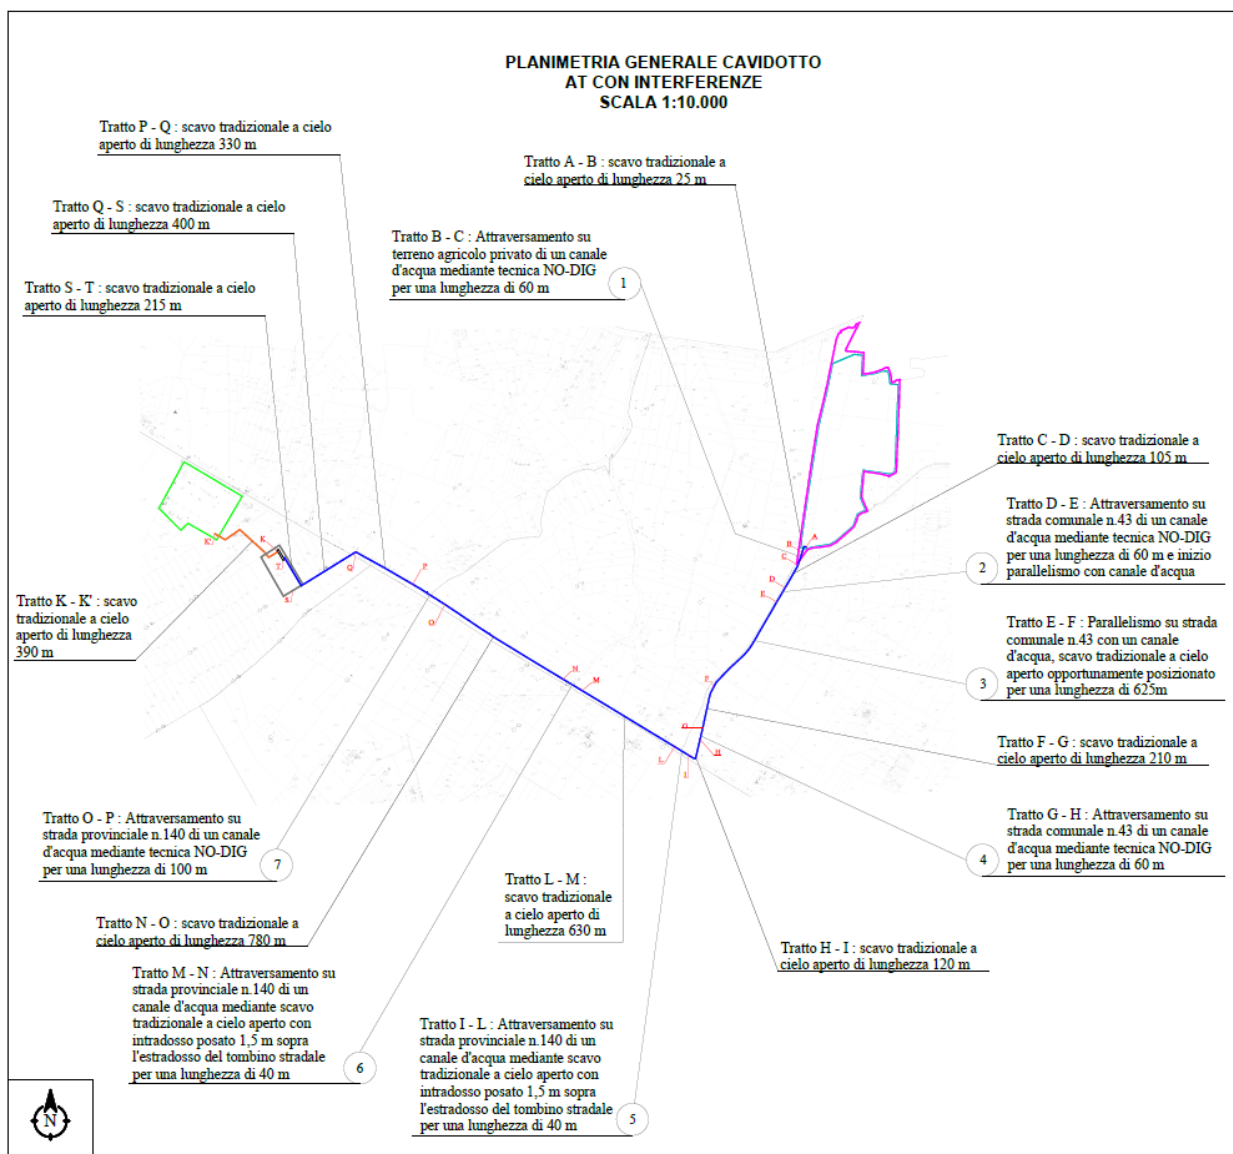 PLANIMETRIA GENERALE CAVIDOTTO
AT CON INTERFERENZE
SCALA 1:10.000
Tratto P - Q : scavo tradizionale a cielo
aperto di lunghezza 330 m
Tratto A - B : scavo tradizionale a
cielo aperto di lunghezza 25 m
Tratto Q - S : scavo tradizionale a cielo
aperto di lunghezza 400 m
Tratto B - C : Attraversamento su
terreno agricolo privato di un canale
d'acqua mediante tecnica NO-DIG
per una lunghezza di 60 m
1
Tratto S - T : scavo tradizionale a cielo
aperto di lunghezza 215 m
Tratto C - D : scavo tradizionale a
cielo aperto di lunghezza 105 m
Tratto D - E : Attraversamento su
strada comunale n.43 di un canale
d'acqua mediante tecnica NO-DIG
per una lunghezza di 60 m e inizio
parallelismo con canale d'acqua
2
K'
K
T
S
Q
P
O
N
M
L
I
H
G
F
E
D
C
B
A
Tratto K - K' : scavo
tradizionale a cielo
aperto di lunghezza
390 m
Tratto E - F : Parallelismo su strada
comunale n.43 con un canale
d'acqua, scavo tradizionale a cielo
aperto opportunamente posizionato
per una lunghezza di 625m
3
Tratto F - G : scavo tradizionale a
cielo aperto di lunghezza 210 m
Tratto O - P : Attraversamento su
strada provinciale n.140 di un canale
d'acqua mediante tecnica NO-DIG
per una lunghezza di 100 m
7
Tratto G - H : Attraversamento su
strada comunale n.43 di un canale
d'acqua mediante tecnica NO-DIG
per una lunghezza di 60 m
4
Tratto L - M :
scavo tradizionale
a cielo aperto di
lunghezza 630 m
Tratto N - O : scavo tradizionale a
cielo aperto di lunghezza 780 m
Tratto H - I : scavo tradizionale a
cielo aperto di lunghezza 120 m
Tratto M - N : Attraversamento su
strada provinciale n.140 di un
canale d'acqua mediante scavo
tradizionale a cielo aperto con
intradosso posato 1,5 m sopra
l'estradosso del tombino stradale
per una lunghezza di 40 m
6
Tratto I - L : Attraversamento su
strada provinciale n.140 di un
canale d'acqua mediante scavo
tradizionale a cielo aperto con
intradosso posato 1,5 m sopra
l'estradosso del tombino stradale
per una lunghezza di 40 m
5
N